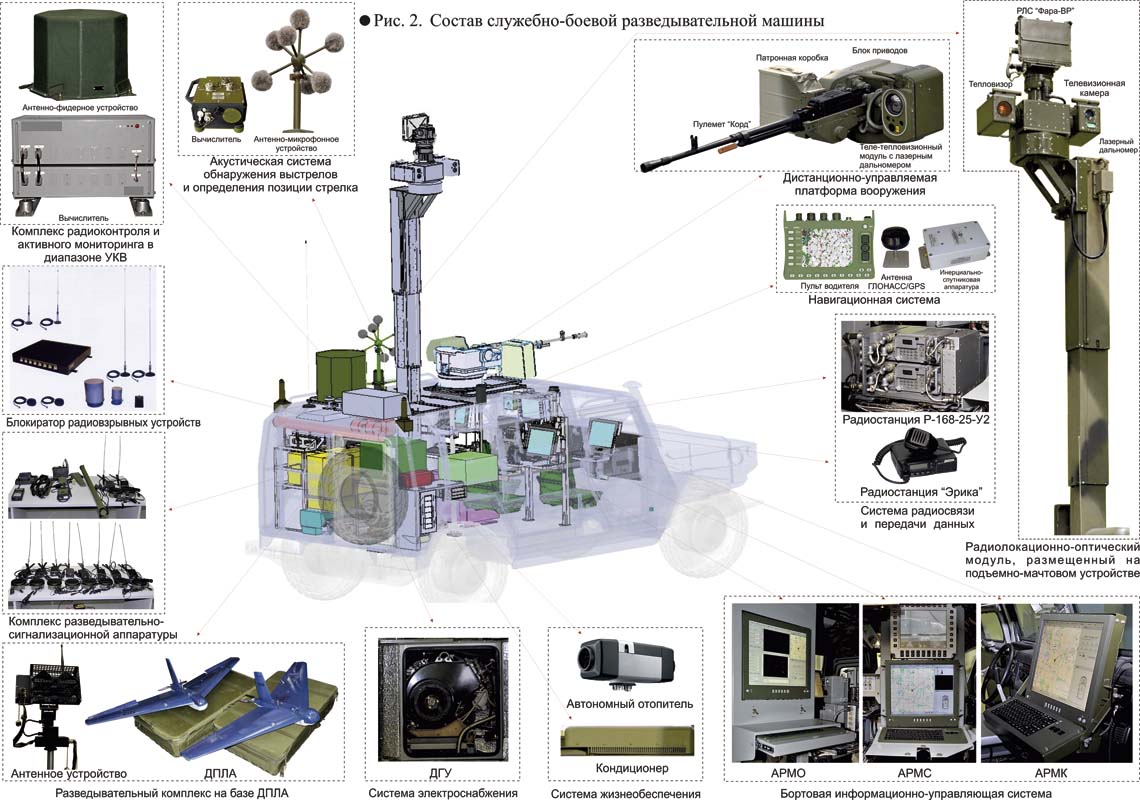 ● Рис. 2. Состав служебно-боевой разведывательной машины
Антенно-фидерное устройство
Вычислитель
Комплекс радиоконтроля и
активного мониторинга в
диапазоне УКВ
Вычислитель
Антенно-микрофонное
устройство
Акустическая система
обнаружения выстрелов
и определения позиции стрелка
Патронная коробка
Блок приводов
Пулемет “Корд”
Теле-тепловизионный
модуль с лазерным
дальномером
Дистанционно-управляемая
платформа вооружения
РЛС “Фара-ВР”
Тепловизор
Телевизионная
камера
Лазерный
дальномер
Радиолокационно-оптический
модуль, размещенный на
подъемно-мачтовом устройстве
Пульт водителя
Антенна
ГЛОНАСС/GPS
Инерциально-
спутниковая
аппаратура
Навигационная система
Блокиратор радиовзрывных устройств
Радиостанция Р-168-25-У2
Радиостанция “Эрика”
Система радиосвязи
и передачи данных
Комплекс разведывательно-
сигнализационной аппаратуры
Антенное устройство
ДПЛА
Разведывательный комплекс на базе ДПЛА
ДГУ
Система электроснабжения
Автономный отопитель
Кондиционер
Система жизнеобеспечения
АРМО
АРМС
АРМК
Бортовая информационно-управляющая система